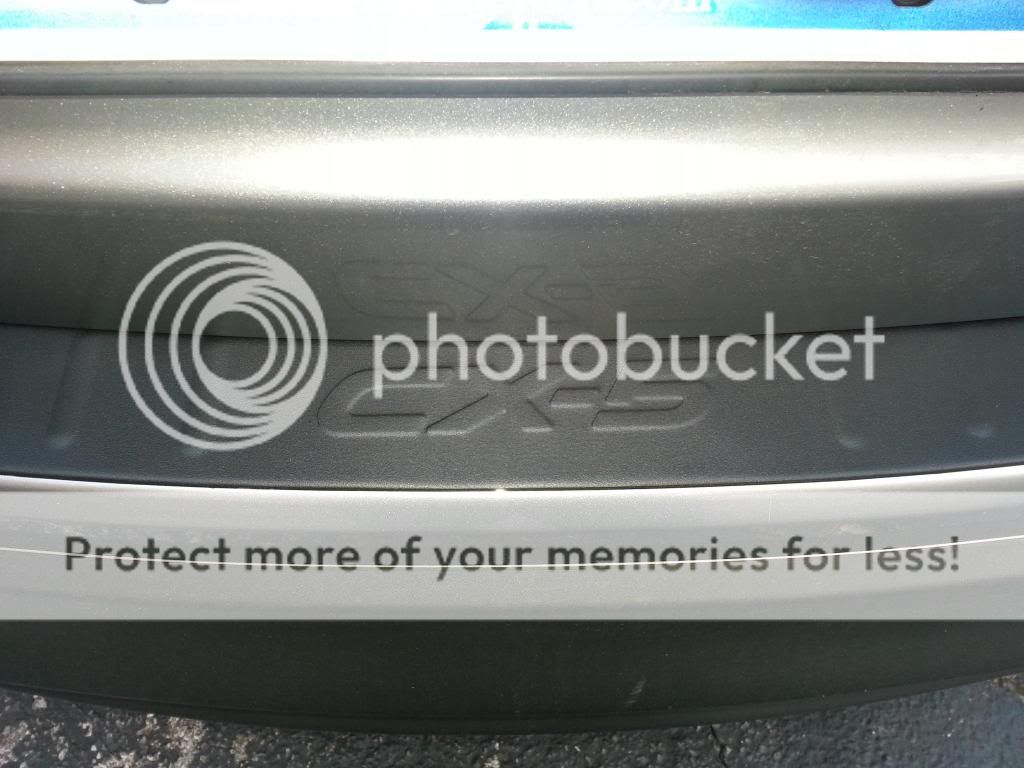 photobucket
CX-5
Protect more of your memories for less!